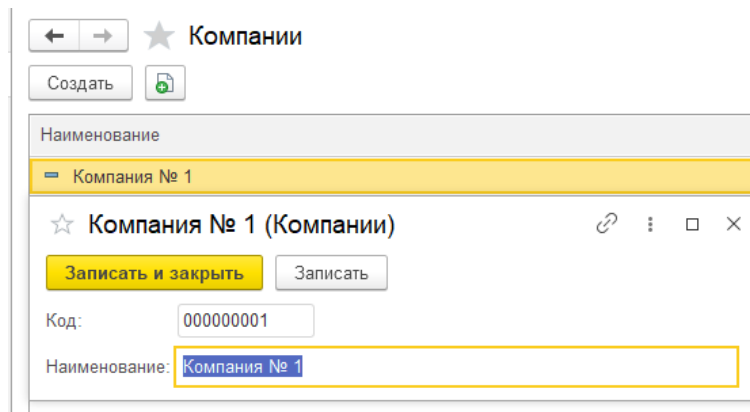 Компании
Создать
Наименование
Компания № 1
Компания № 1 (Компании)
Записать и закрыть Записать
Код: 000000001
Наименование: Компания № 1